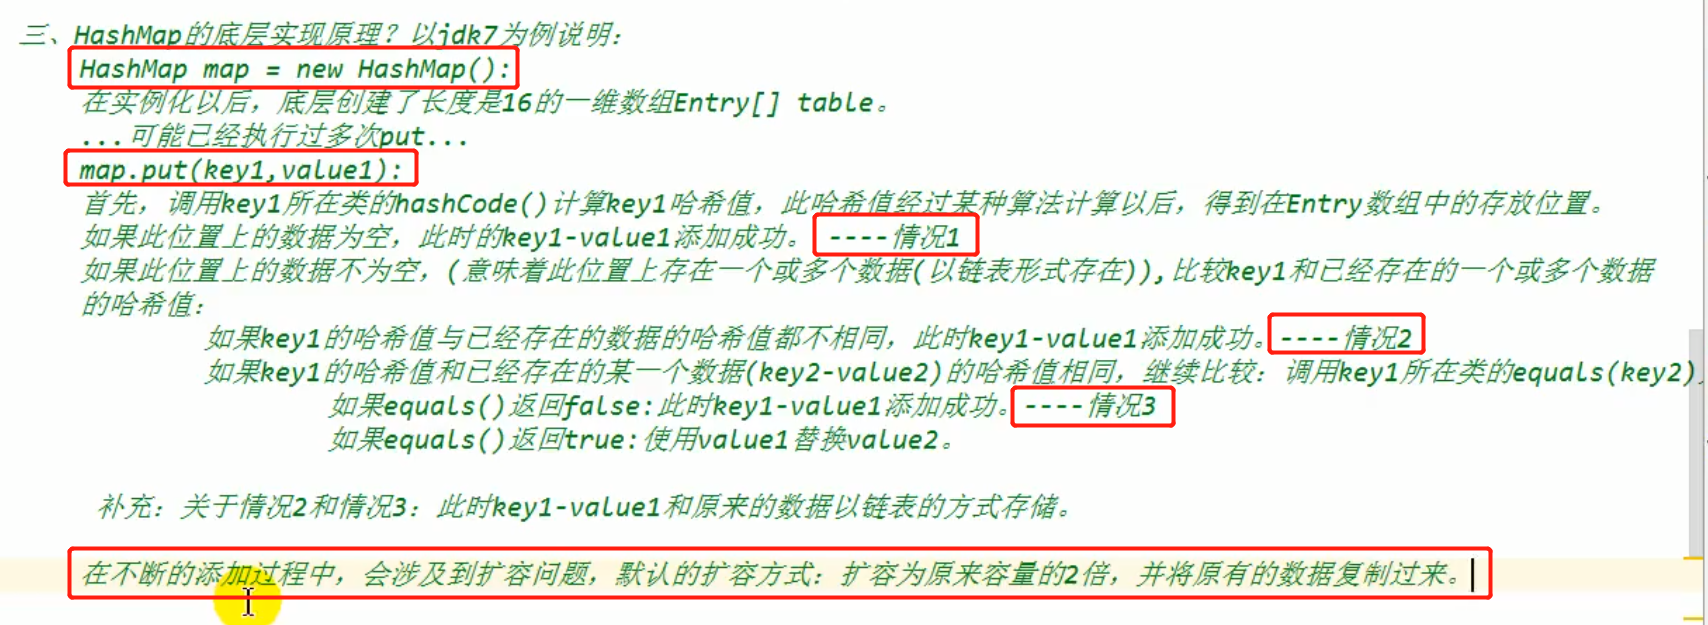 三、HashMap的底层实现原理？以jdk7为例说明：
HashMap map = new HashMap():
在实例化以后，底层创建了长度是16的一维数组Entry[] table。
...可能已经执行过多次put...
map.put(key1,value1):
首先，调用key1所在类的hashCode()计算key1哈希值，此哈希值经过某种算法计算以后，得到在Entry数组中的存放位置。
如果此位置上的数据为空，此时的key1-value1添加成功。 ----情况1
如果此位置上的数据不为空，(意味着此位置上存在一个或多个数据(以链表形式存在)),比较key1和已经存在的一个或多个数据
的哈希值：
如果key1的哈希值与已经存在的数据的哈希值都不相同，此时key1-value1添加成功。----情况2
如果key1的哈希值和已经存在的某一个数据(key2-value2)的哈希值相同，继续比较：调用key1所在类的equals(key2)
如果equals()返回false:此时key1-value1添加成功。----情况3
如果equals()返回true:使用value1替换value2。
补充：关于情况2和情况3：此时key1-value1和原来的数据以链表的方式存储。
在不断的添加过程中，会涉及到扩容问题，默认的扩容方式：扩容为原来容量的2倍，并将原有的数据复制过来。